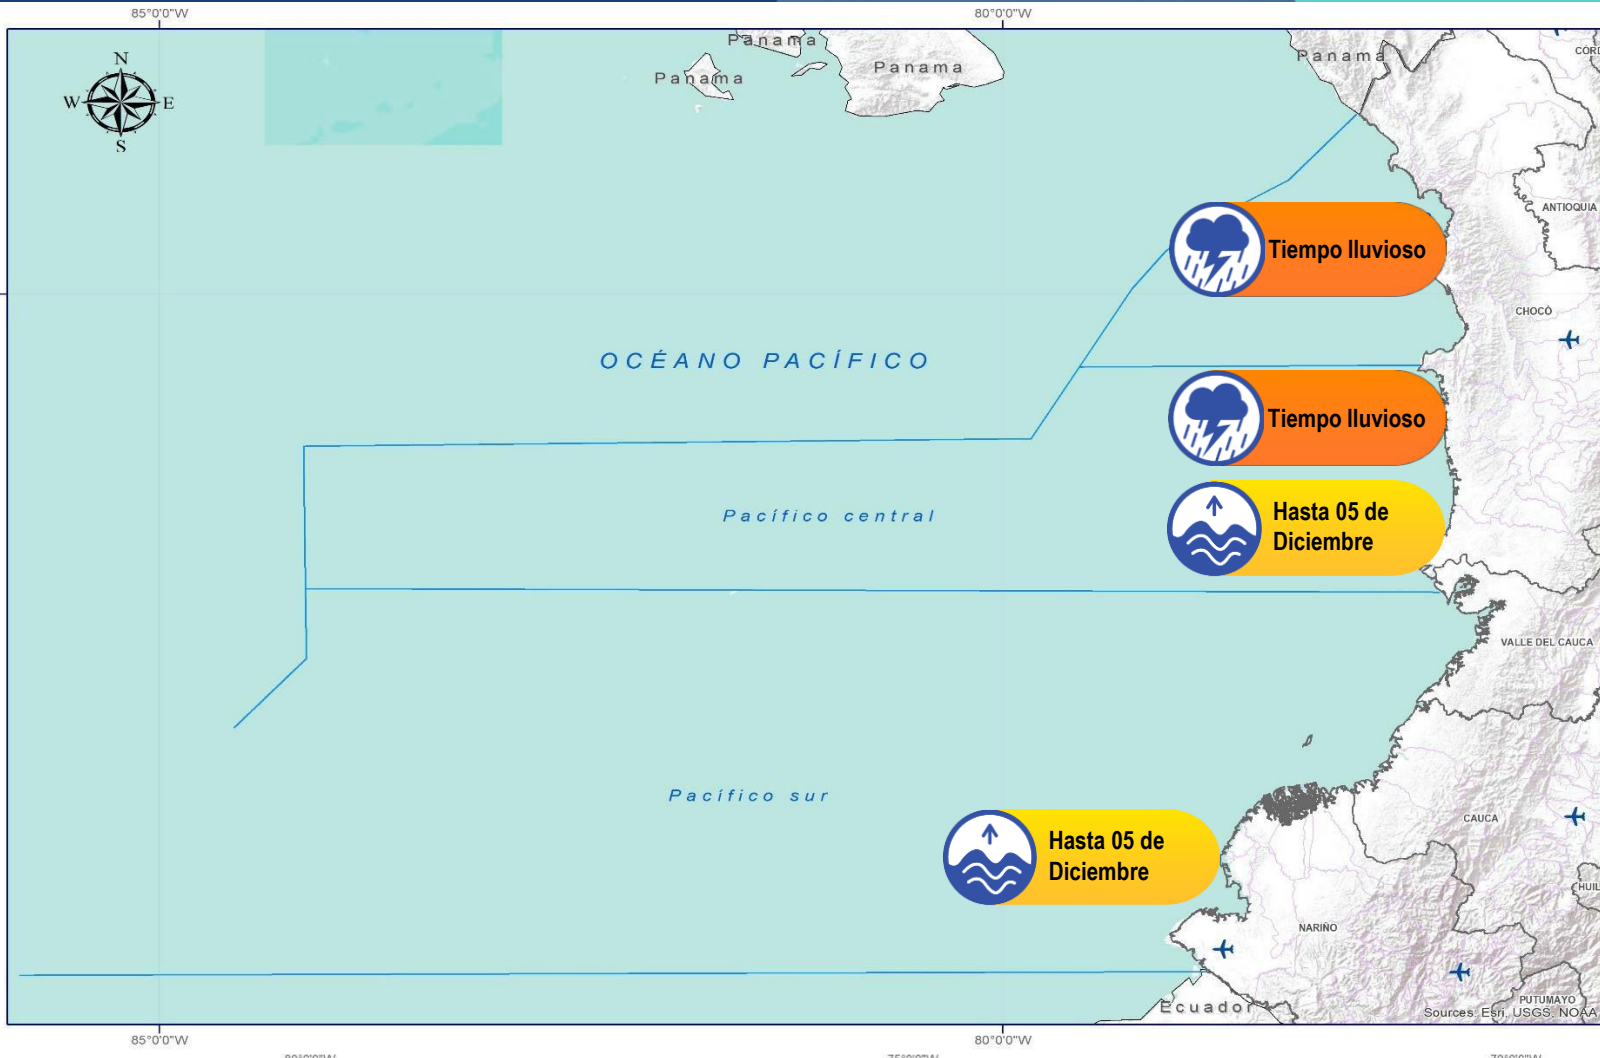 85°0'0"W
80°0'0"W
N
W
E
S
Panama
Panama
Panama
Panama
ANTIOQUIA
Tiempo lluvioso
CHOCÓ
OCÉANO PACÍFICO
Tiempo lluvioso
Pacífico central
Hasta 05 de
Diciembre
VALLE DEL CAUCA
Pacífico sur
Hasta 05 de
Diciembre
CAUCA
HUIL
NARIÑO
PUTUMAYO
Ecuador
Sources: Esri, USGS, NOAA
85°0'0"W
80°0'0"W